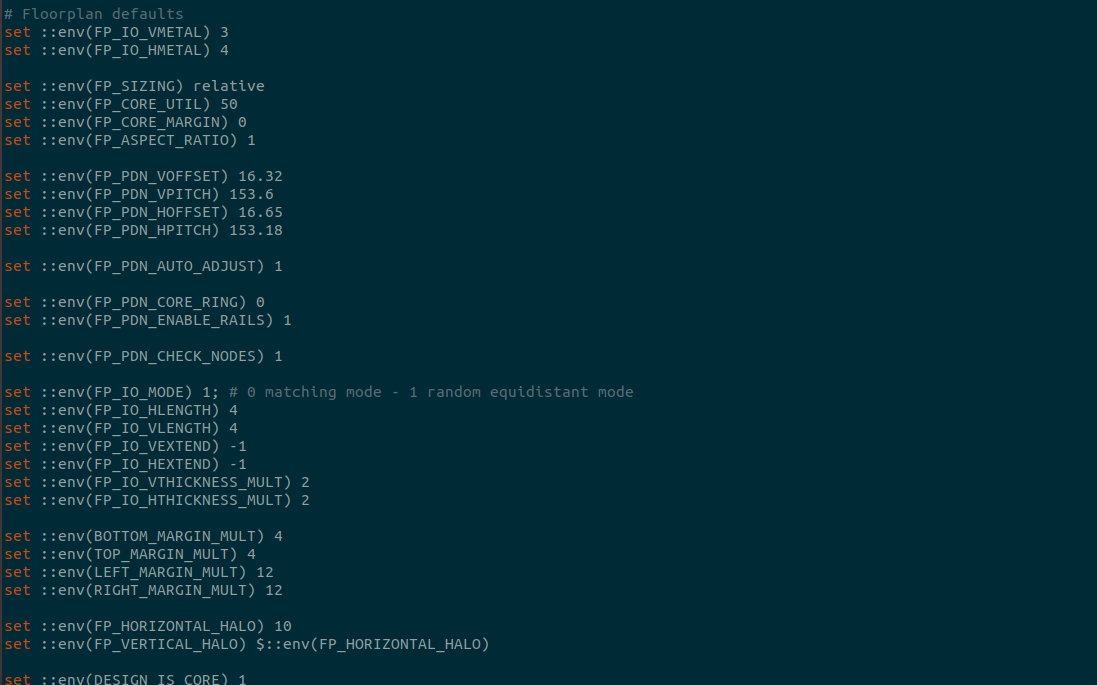 # Floorplan defaults
set ::env(FP_IO_VMETAL) 3
set ::env(FP_IO_HMETAL) 4
set ::env(FP_SIZING) relative
set ::env(FP_CORE_UTIL) 50
set ::env(FP_CORE_MARGIN) 0
set ::env(FP_ASPECT_RATIO) 1
set ::env(FP_PDN_VOFFSET) 16.32
set ::env(FP_PDN_VPITCH) 153.6
set ::env(FP_PDN_HOFFSET) 16.65
set ::env(FP_PDN_HPITCH) 153.18
set ::env(FP_PDN_AUTO_ADJUST) 1
set ::env(FP_PDN_CORE_RING) 0
set ::env(FP_PDN_ENABLE_RAILS) 1
set ::env(FP_PDN_CHECK_NODES) 1
set ::env(FP_IO_MODE) 1; # 0 matching mode - 1 random equidistant mode
set ::env(FP_IO_HLENGTH) 4
set ::env(FP_IO_VLENGTH) 4
set ::env(FP_IO_VEXTEND) -1
set ::env(FP_IO_HEXTEND) -1
set ::env(FP_IO_VTHICKNESS_MULT) 2
set ::env(FP_IO_HTHICKNESS_MULT) 2
set ::env(BOTTOM_MARGIN_MULT) 4
set ::env(TOP_MARGIN_MULT) 4
set ::env(LEFT_MARGIN_MULT) 12
set ::env(RIGHT_MARGIN_MULT) 12
set ::env(FP_HORIZONTAL_HALO) 10
set ::env(FP_VERTICAL_HALO) $::env(FP_HORIZONTAL_HALO)
set ::env(DESIGN_IS_CORE) 1